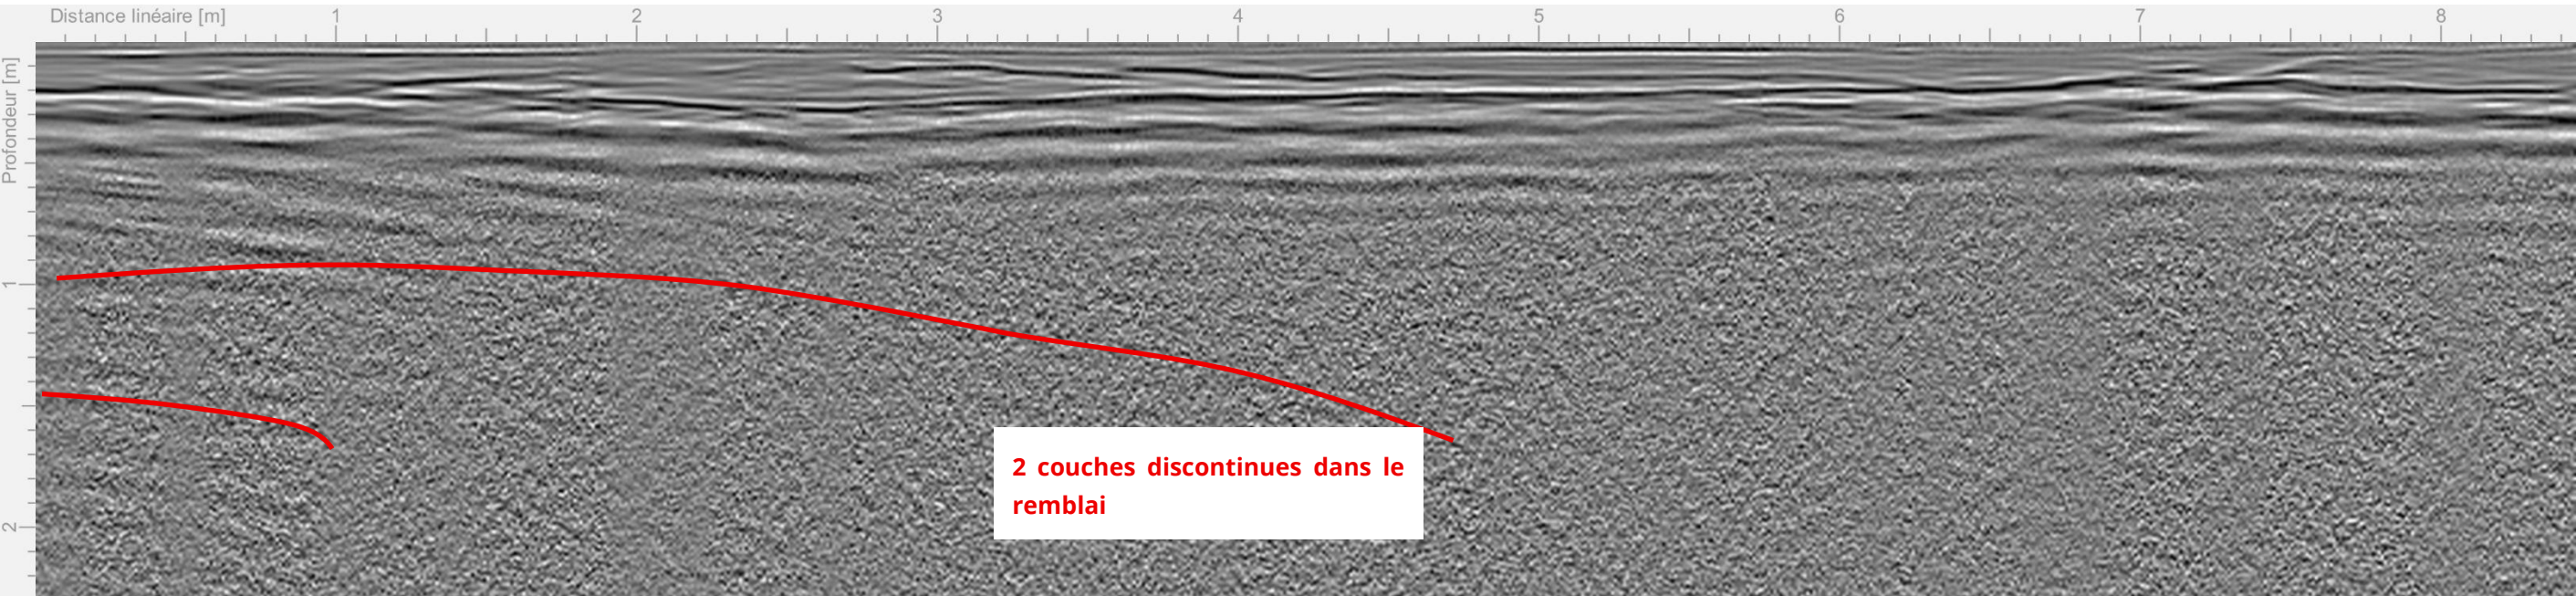 Distance linéaire [m] 1 2 3 4 5 6 7 8
Profondeur [m]
1
2 couches discontinues dans le
remblai
2